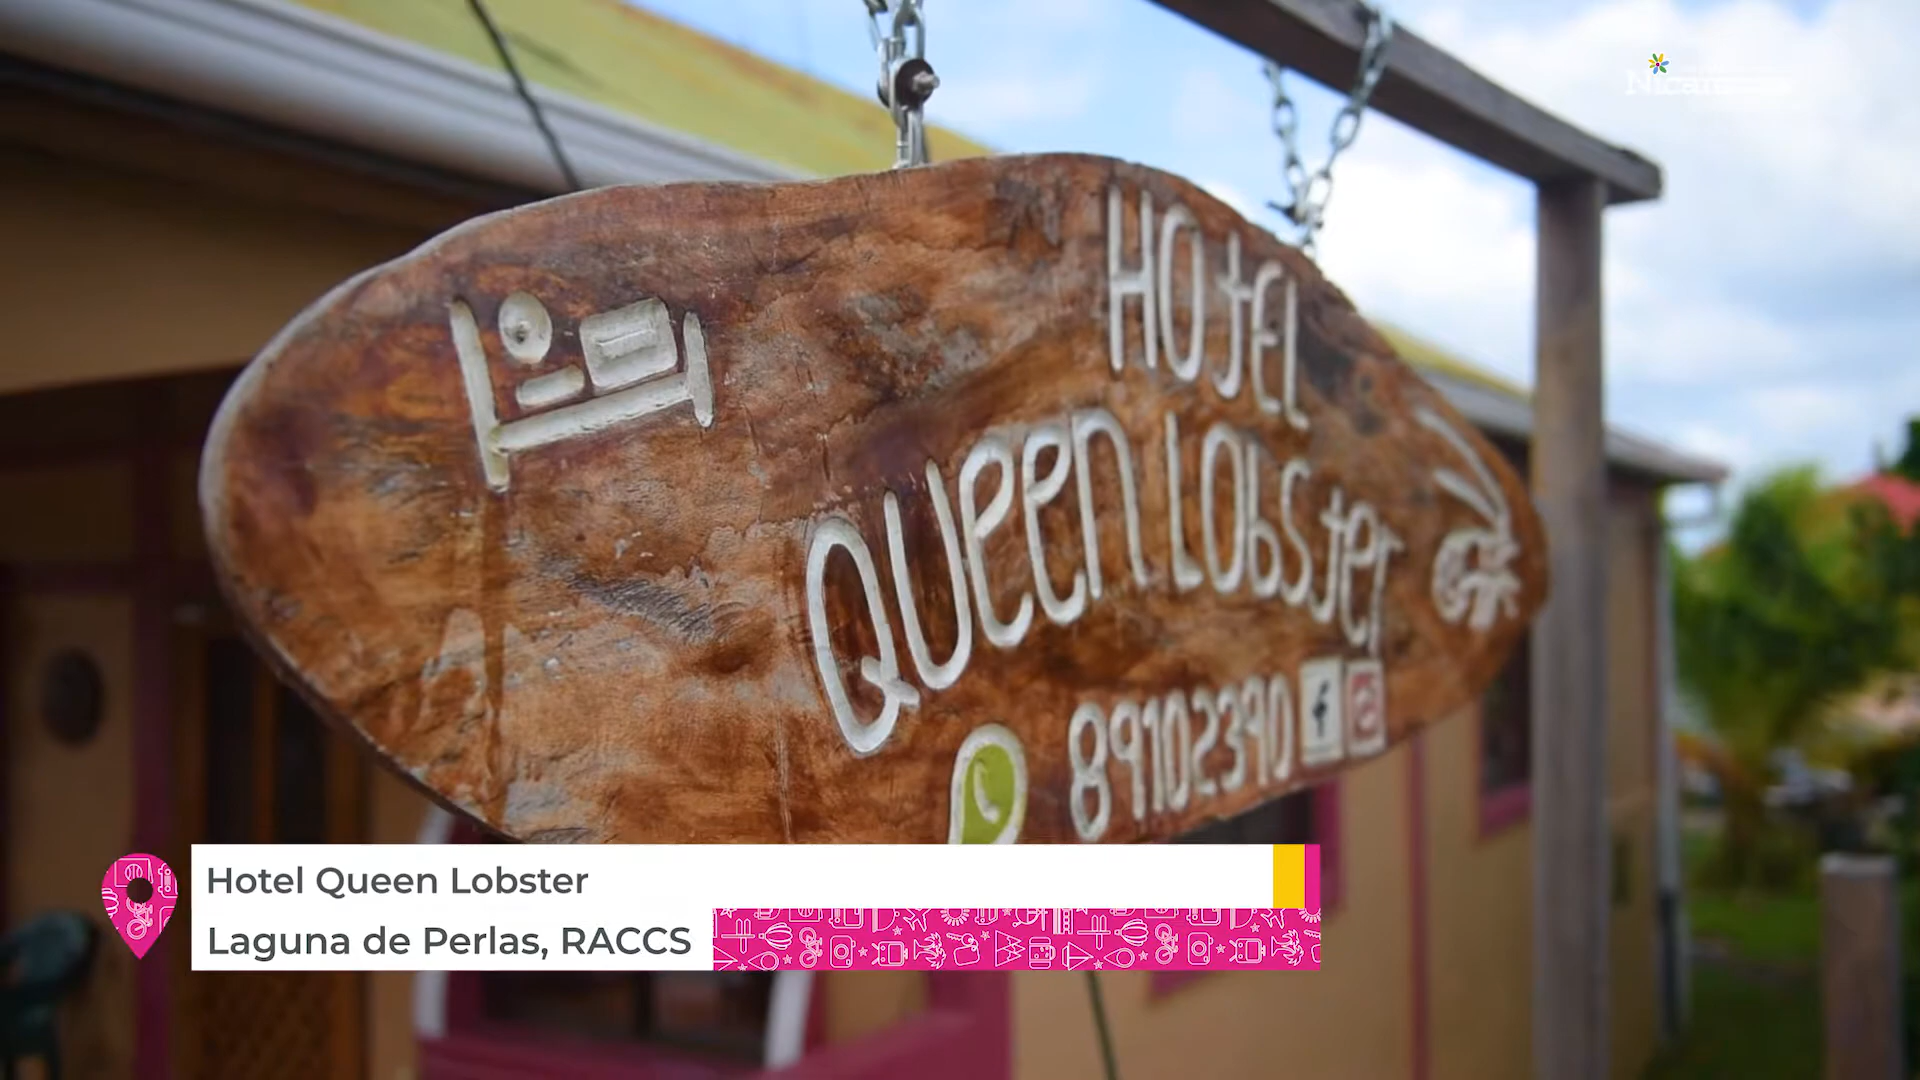 HOtel
QUeen LObster
89102390
Hotel Queen Lobster
Laguna de Perlas, RACCS